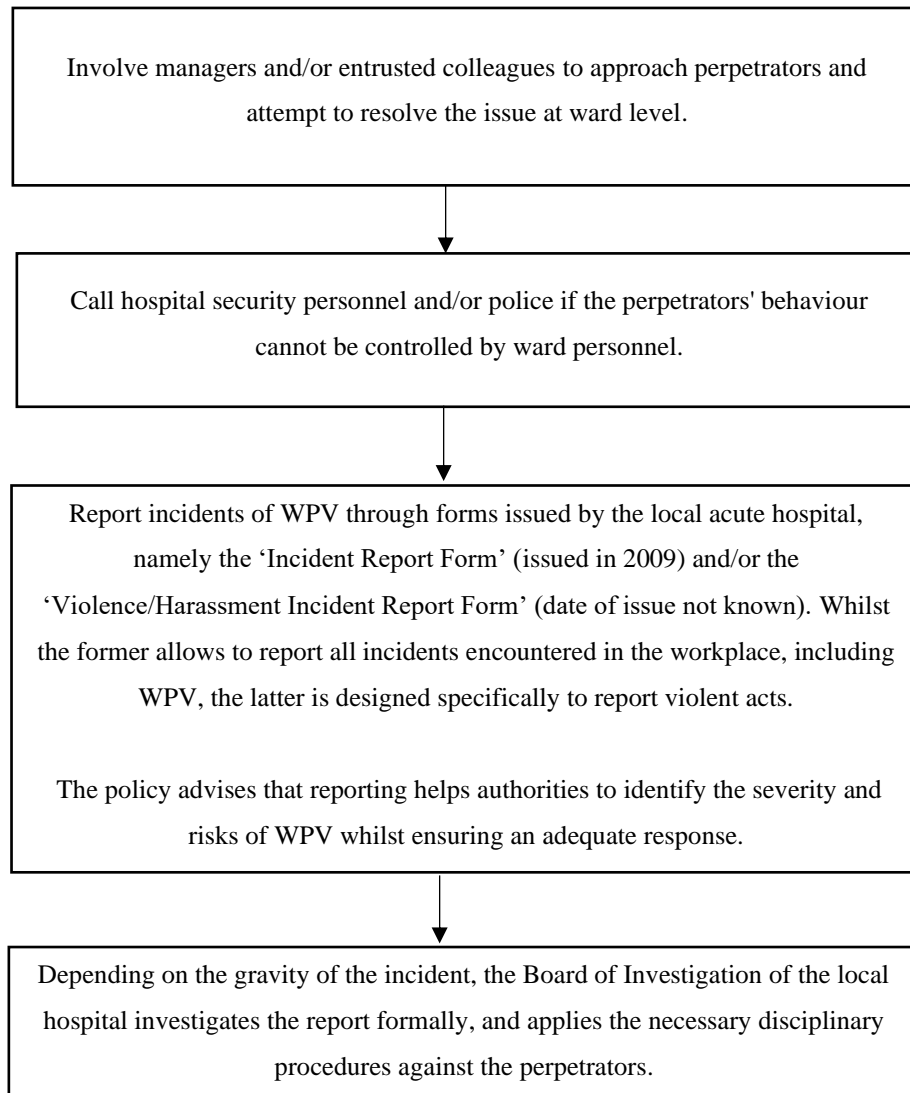 Involve managers and/or entrusted colleagues to approach perpetrators and
attempt to resolve the issue at ward level.
Call hospital security personnel and/or police if the perpetrators' behaviour
cannot be controlled by ward personnel.
Report incidents of WPV through forms issued by the local acute hospital,
namely the ‘Incident Report Form’ (issued in 2009) and/or the
‘Violence/Harassment Incident Report Form’ (date of issue not known). Whilst
the former allows to report all incidents encountered in the workplace, including
WPV, the latter is designed specifically to report violent acts.
The policy advises that reporting helps authorities to identify the severity and
risks of WPV whilst ensuring an adequate response.
Depending on the gravity of the incident, the Board of Investigation of the local
hospital investigates the report formally, and applies the necessary disciplinary
procedures against the perpetrators.